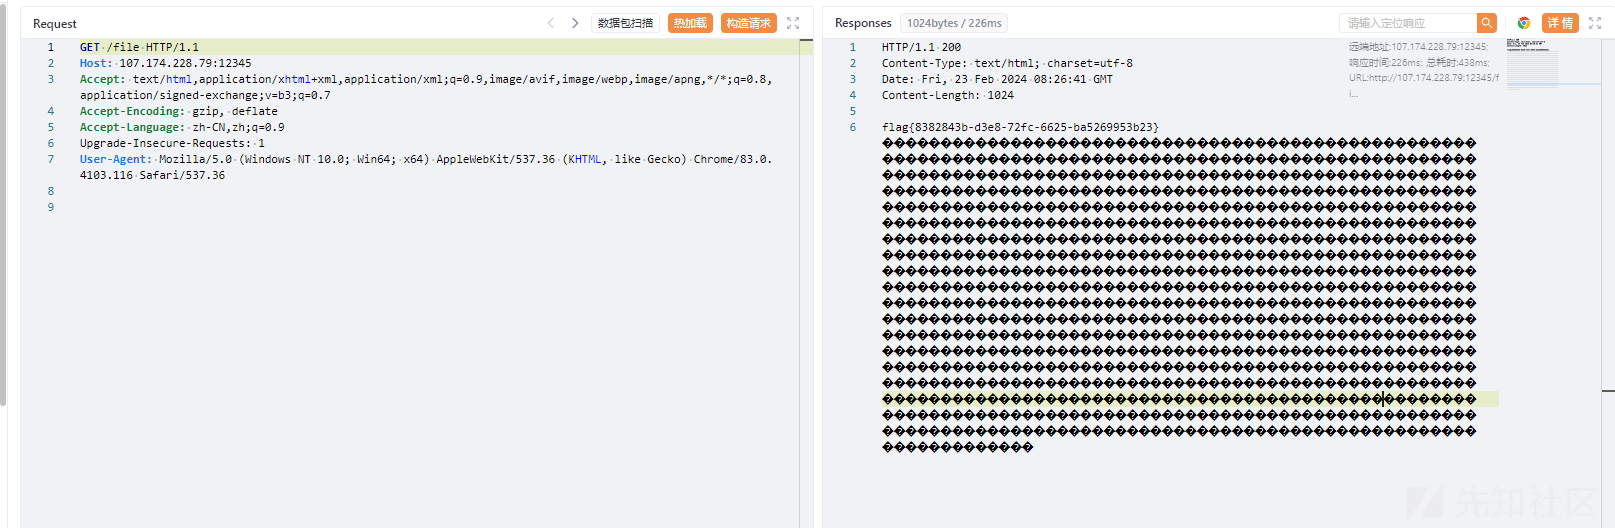 Request
数据包扫描 热加载 构造请求
1 GET /file HTTP/1.1
2 Host: 107.174.228.79:12345
3 Accept: text/html,application/xhtml+xml,application/xml;q=0.9,image/avif,image/webp,image/apng,*/*;q=0.8,
application/signed-exchange;v=b3;q=0.7
4 Accept-Encoding: gzip, deflate
5 Accept-Language: zh-CN,zh;q=0.9
6 Upgrade-Insecure-Requests: 1
7 User-Agent: Mozilla/5.0 (Windows NT 10.0; Win64; x64) AppleWebKit/537.36 (KHTML, like Gecko) Chrome/83.0.
4103.116 Safari/537.36
8
9
Responses 1024bytes / 226ms 请输入定位响应 详情
1 HTTP/1.1 200
2 Content-Type: text/html; charset=utf-8
3 Date: Fri, 23 Feb 2024 08:26:41 GMT
4 Content-Length: 1024
5
6 flag{8382843b-d3e8-72fc-6625-ba5269953b23}
远端地址:107.174.228.79:12345;
响应时间:226ms; 总耗时:438ms;
URL:http://107.174.228.79:12345/f
i...
先知社区